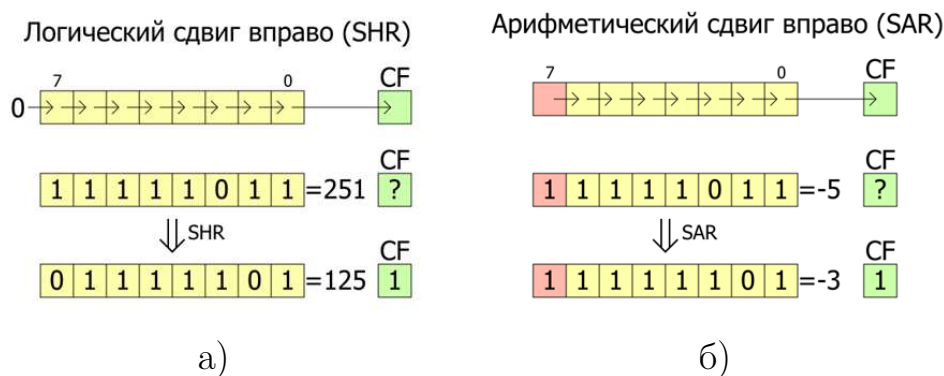 Логический сдвиг вправо (SHR)
7 0 CF
0
CF
1 1 1 1 1 0 1 1 =251 ?
SHR
CF
0 1 1 1 1 1 0 1 =125 1
а)
Арифметический сдвиг вправо (SAR)
7 0 CF
CF
1 1 1 1 1 0 1 1 =-5 ?
SAR
CF
1 1 1 1 1 1 0 1 =-3 1
б)